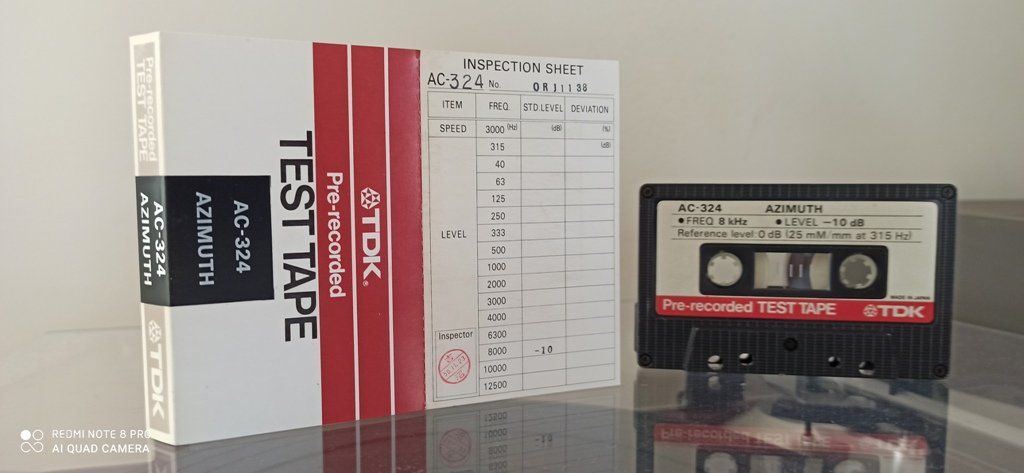 Pre-recorded
TEST TAPE
AC-324
AZIMUTH
TDK
AC-324
AZIMUTH
TEST TAPE
Pre-recorded
TDK®
INSPECTION SHEET
AC-324 No. ORJ1138
ITEM FREQ. STD.LEVEL DEVIATION
SPEED 3000 (Hz) (dB) (%)
315 (dB)
40
63
125
250
LEVEL 333
500
1000
2000
3000
4000
Inspector 6300
8000 -10
10000
12500
AC-324 AZIMUTH
•FREQ 8 kHz •LEVEL -10 dB
Reference level: 0 dB (25 mM/mm at 315 Hz)
MADE IN JAPAN
Pre-recorded TEST TAPE TDK
REDMI NOTE 8 PRO
AI QUAD CAMERA